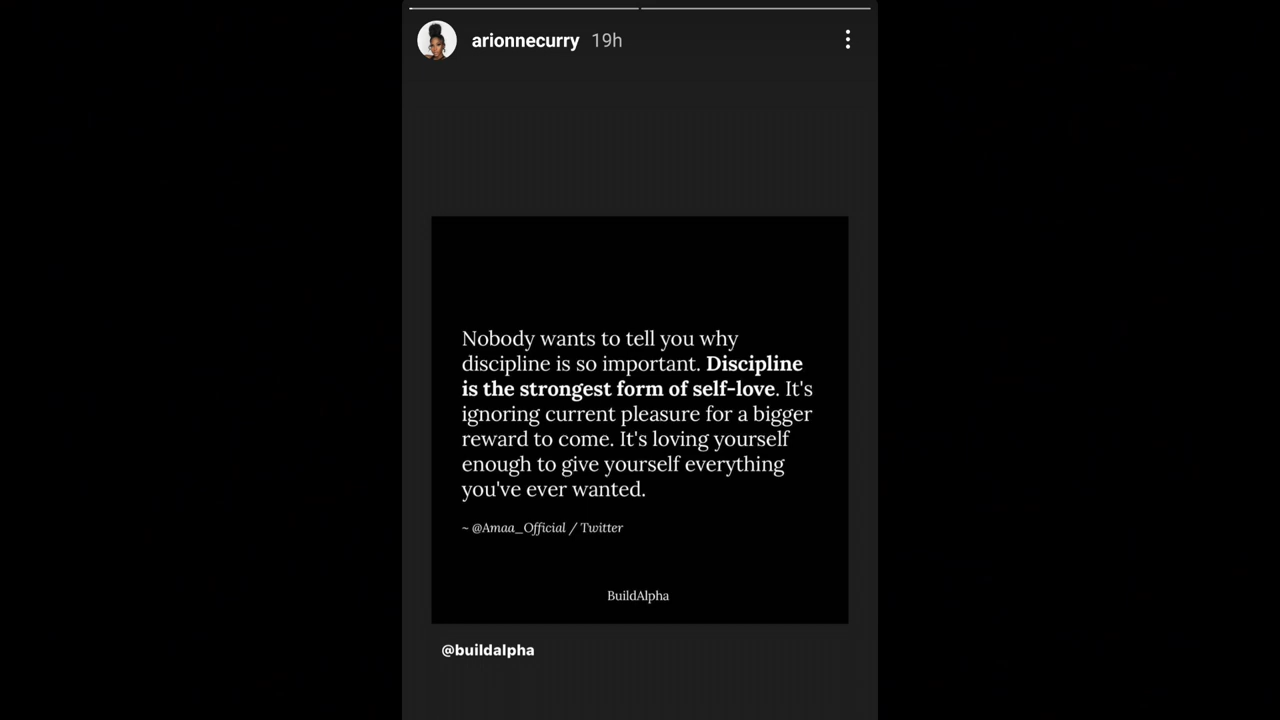 arionnecurry 19h
Nobody wants to tell you why
discipline is so important. Discipline
is the strongest form of self-love. It's
ignoring current pleasure for a bigger
reward to come. It's loving yourself
enough to give yourself everything
you've ever wanted.
~ @Amaa_Official / Twitter
BuildAlpha
@buildalpha